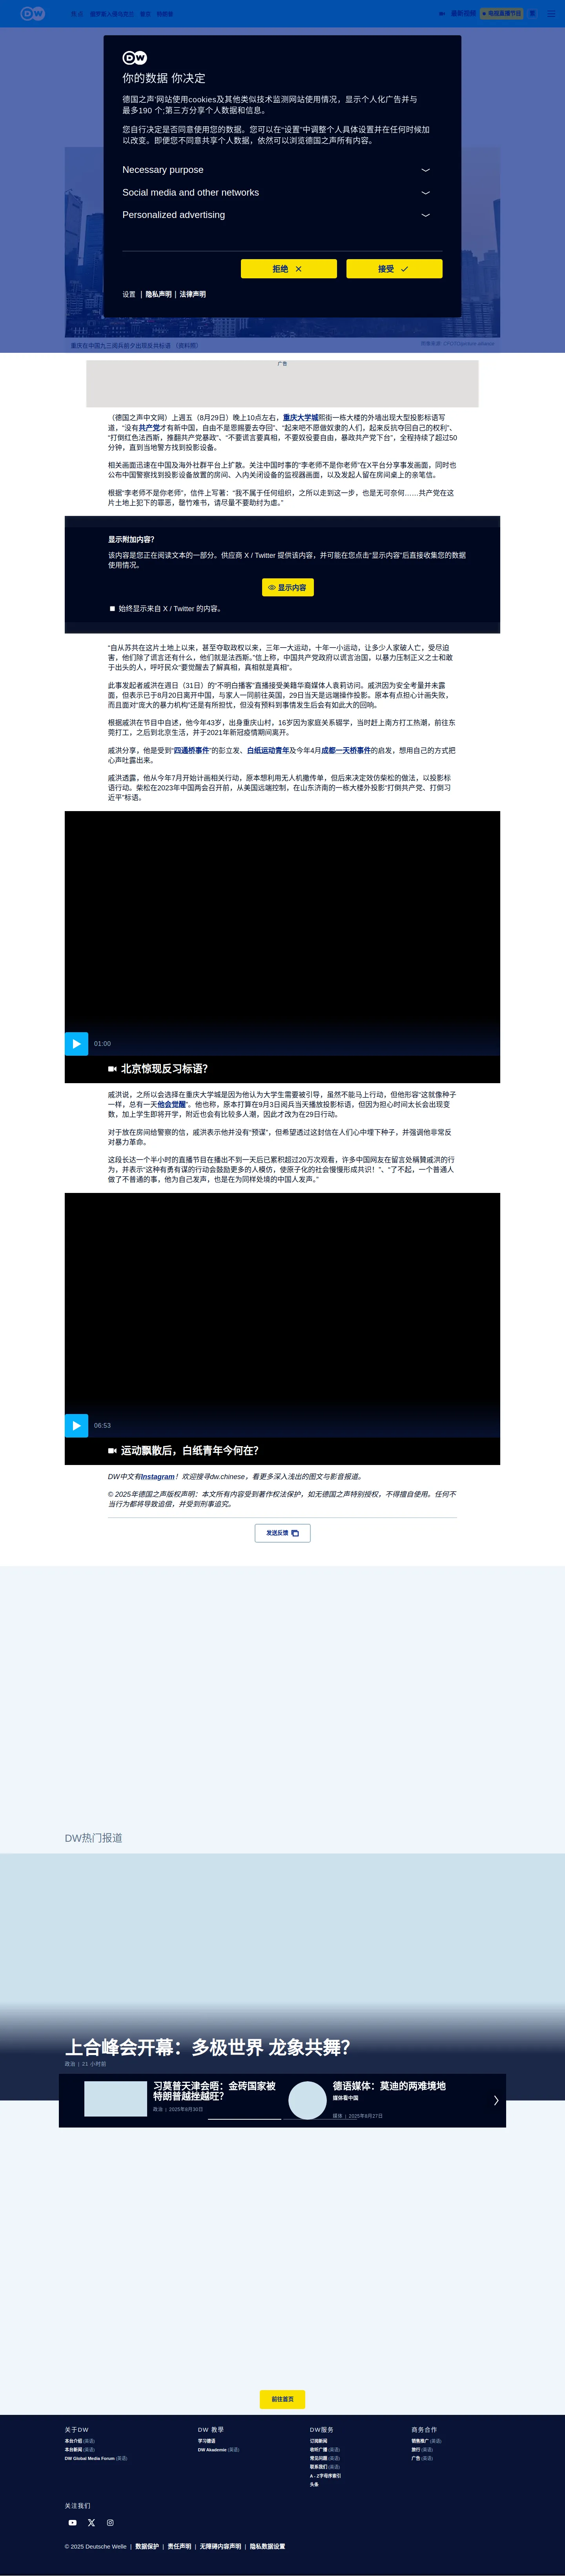 DW
最新视频
电视直播节目
DW
你的数据 你决定
德国之声'网站使用cookies及其他类似技术监测网站使用情况，显示个人化广告并与
最多190 个;第三方分享个人数据和信息。
您自行决定是否同意使用您的数据。您可以在“设置”中调整个人具体设置并在任何时候加
以改变。即便您不同意共享个人数据，依然可以浏览德国之声所有内容。
Necessary purpose
Social media and other networks
Personalized advertising
拒绝
接受
设置 | 隐私声明 | 法律声明
重庆在中国九三阅兵前夕出现反共标语 （资料照）
广告
（德国之声中文网）上週五（8月29日）晚上10点左右，重庆大学城熙街一栋大楼的外墙出现大型投影标语写
道，“没有共产党才有新中国，自由不是恩赐要去夺回”、“起来吧不愿做奴隶的人们，起来反抗夺回自己的权利”、
“打倒红色法西斯，推翻共产党暴政”、“不要谎言要真相，不要奴役要自由，暴政共产党下台”，全程持续了超过50
分钟，直到当地警方找到投影设备。
相关画面迅速在中国及海外社群平台上扩散。关注中国时事的“李老师不是你老师”在X平台分享事发画面，同时也
公布中国警察找到投影设备放置的房间、入内关闭设备的监视器画面，以及发起人留在房间桌上的亲笔信。
根据“李老师不是你老师”，信件上写著：“我不属于任何组织，之所以走到这一步，也是无可奈何……共产党在这
片土地上犯下的罪恶，罄竹难书，请尽量不要助纣为虐。”
显示附加内容?
该内容是您正在阅读文本的一部分。供应商 X / Twitter 提供该内容，并可能在您点击“显示内容”后直接收集您的数据
使用情况。
显示内容
始终显示来自 X / Twitter 的内容。
“自从苏共在这片土地上以来，甚至夺取政权以来，三年一大运动，十年一小运动，让多少人家破人亡，受尽迫
害，他们除了谎言还有什么，他们就是法西斯。”信上称，中国共产党政府以谎言治国，以暴力压制正义之士和敢
于出头的人，呼吁民众“要觉醒去了解真相，真相就是真相”。
此事发起者戚洪在週日（31日）的“不明白播客”直播接受美籍华裔媒体人袁莉访问。戚洪因为安全考量并未露
面，但表示已于8月20日离开中国，与家人一同前往英国，29日当天是远端操作投影。原本有点担心计画失败，
而且面对“庞大的暴力机构”还是有所担忧，但没有预料到事情发生后会有如此大的回响。
根据戚洪在节目中自述，他今年43岁，出身重庆山村，16岁因为家庭关系辍学，当时赶上南方打工热潮，前往东
莞打工，之后到北京生活，并于2021年新冠疫情期间离开。
戚洪分享，他是受到“四通桥事件”的彭立发、白纸运动青年及今年4月成都一天桥事件的启发，想用自己的方式把
心声吐露出来。
戚洪透露，他从今年7月开始计画相关行动，原本想利用无人机撒传单，但后来决定效仿柴松的做法，以投影标
语行动。柴松在2023年中国两会召开前，从美国远端控制，在山东济南的一栋大楼外投影“打倒共产党、打倒习
近平”标语。
01:00
北京惊现反习标语?
戚洪说，之所以会选择在重庆大学城是因为他认为大学生需要被引导，虽然不能马上行动，但他形容“这就像种子
一样，总有一天他会觉醒”。他也称，原本打算在9月3日阅兵当天播放投影标语，但因为担心时间太长会出现变
数，加上学生即将开学，附近也会有比较多人潮，因此才改为在29日行动。
对于放在房间给警察的信，戚洪表示他并没有“预谋”，但希望透过这封信在人们心中埋下种子，并强调他非常反
对暴力革命。
这段长达一个半小时的直播节目在播出不到一天后已累积超过20万次观看，许多中国网友在留言处稱贊戚洪的行
为，并表示“这种有勇有谋的行动会鼓励更多的人模仿，使原子化的社会慢慢形成共识！”、“了不起，一个普通人
做了不普通的事，他为自己发声，也是在为同样处境的中国人发声。”
06:53
运动飘散后，白纸青年今何在?
DW中文有Instagram！欢迎搜寻dw.chinese，看更多深入浅出的图文与影音报道。
© 2025年德国之声版权声明：本文所有内容受到著作权法保护，如无德国之声特别授权，不得擅自使用。任何不
当行为都将导致追偿，并受到刑事追究。
发送反馈
DW热门报道
上合峰会开幕：多极世界 龙象共舞?
政治 | 21 小时前
习莫普天津会晤：金砖国家被
特朗普越挫越旺?
政治 | 2025年8月30日
德语媒体：莫迪的两难境地
媒体看中国
媒体 | 2025年8月27日
前往首页
关于DW
本台介绍 (英语)
本台新闻 (英语)
DW Global Media Forum (英语)
DW 教學
学习德语
DW Akademie (英语)
DW服务
订阅新闻
收听广播 (英语)
常见问题 (英语)
联系我们 (英语)
A - Z字母序索引
头条
商务合作
销售推广 (英语)
旅行 (英语)
广告 (英语)
关注我们
© 2025 Deutsche Welle | 数据保护 | 责任声明 | 无障碍内容声明 | 隐私数据设置